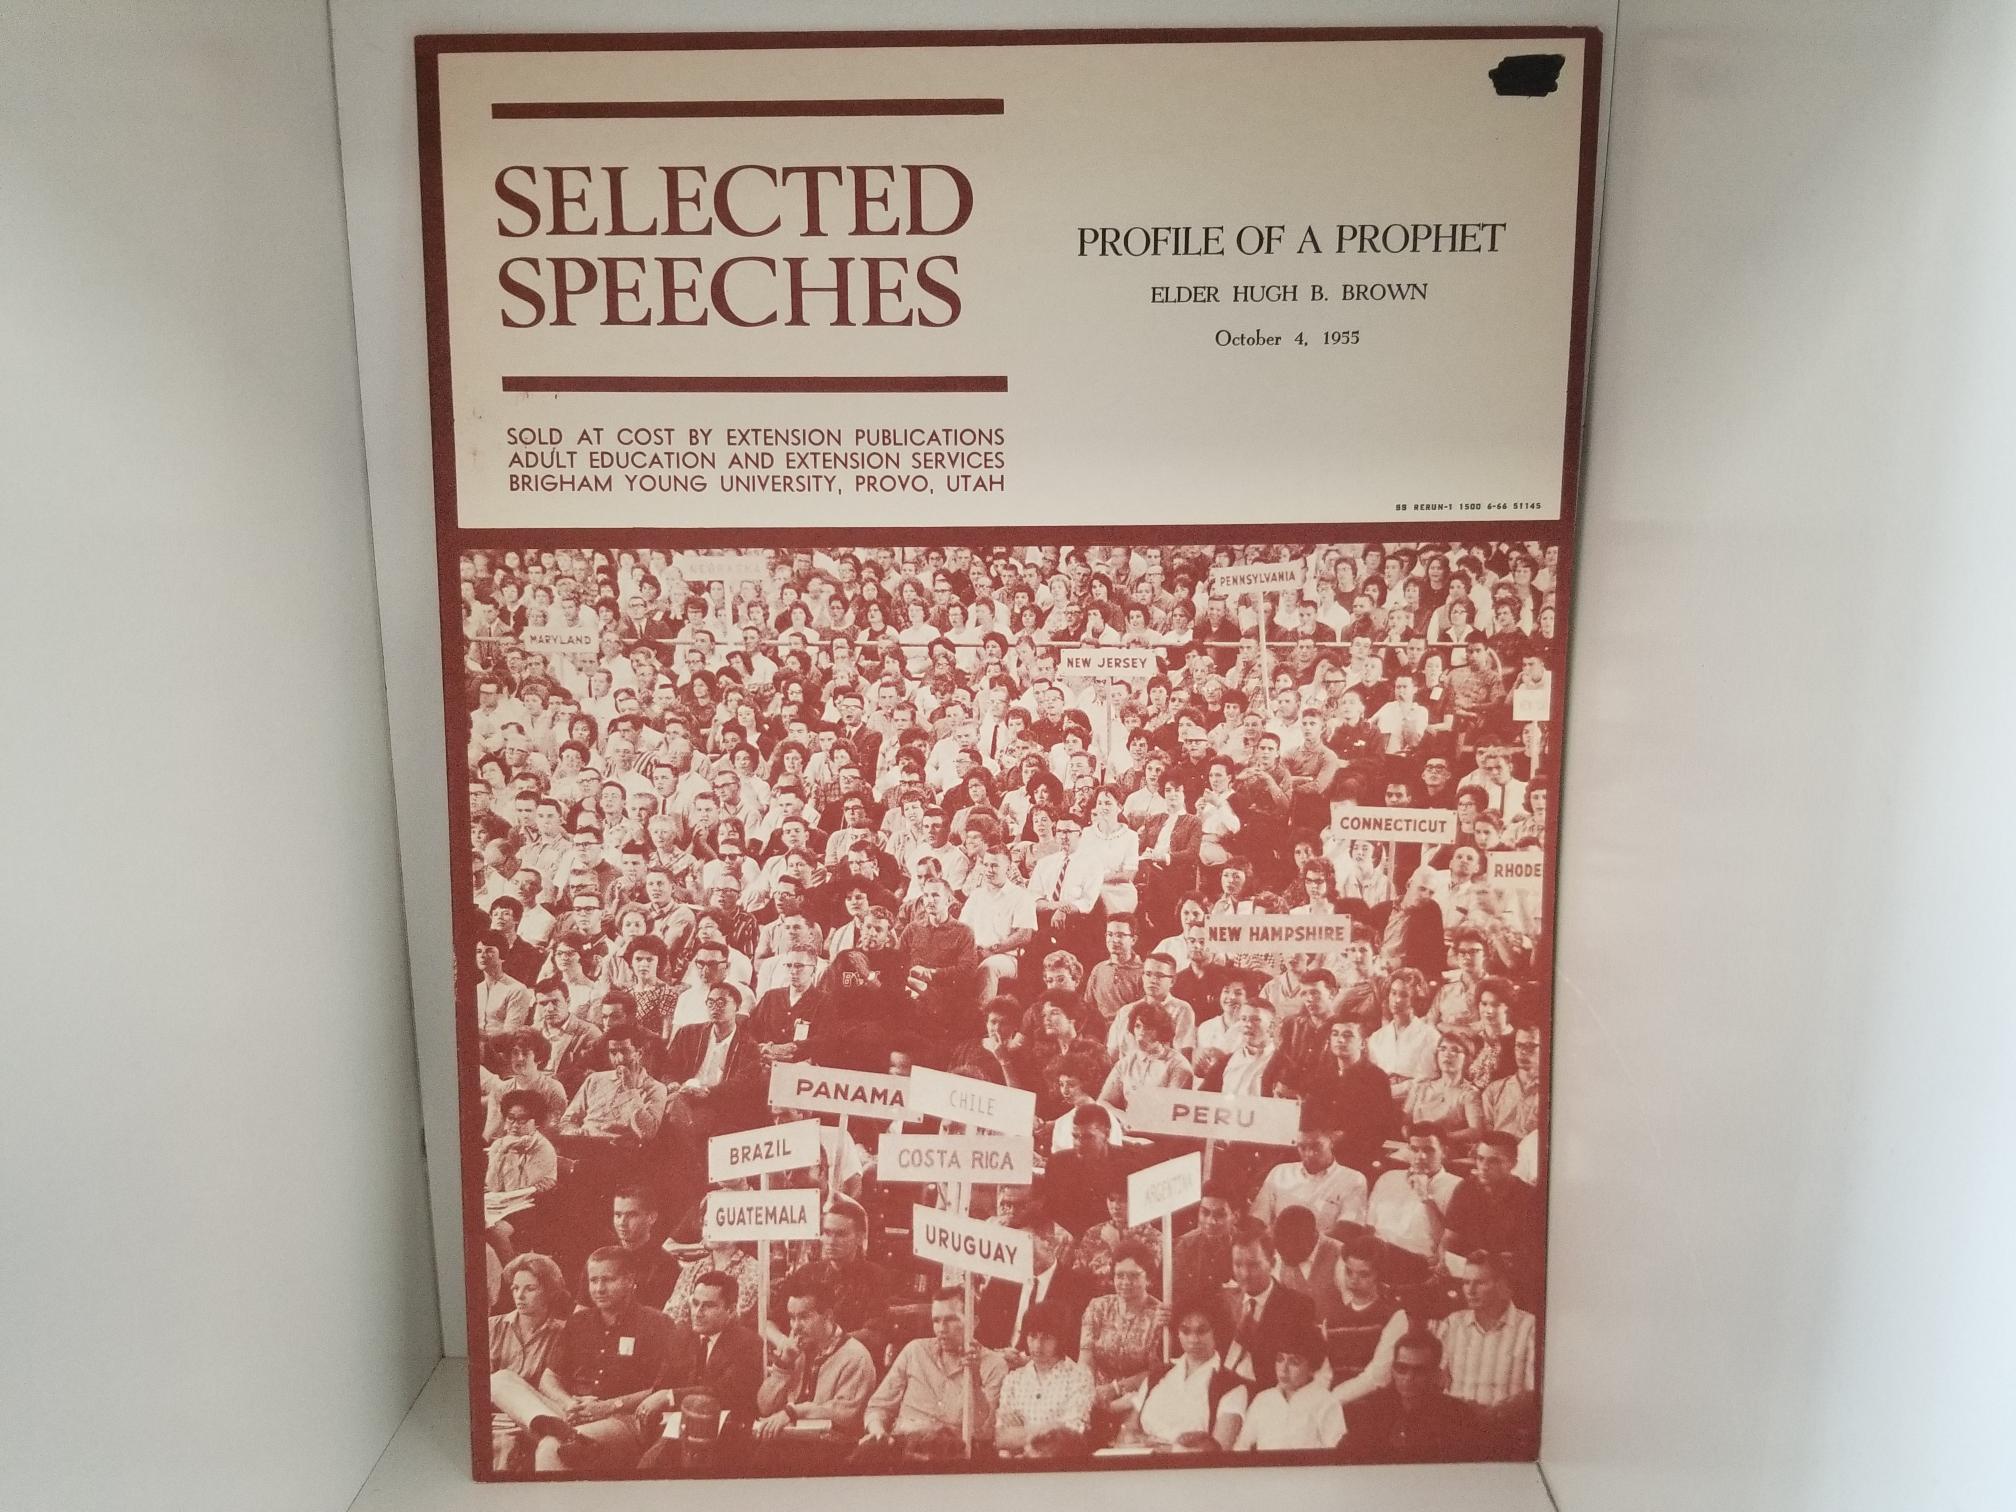 SELECTED
SPEECHES
SOLD AT COST BY EXTENSION PUBLICATIONS
ADULT EDUCATION AND EXTENSION SERVICES
BRIGHAM YOUNG UNIVERSITY, PROVO, UTAH
PROFILE OF A PROPHET
ELDER HUGH B. BROWN
October 4, 1955
RERUN-1 1500 6-66 51145
NEBRASKA
PENNSYLVANIA
MARYLAND
NEW JERSEY
CONNECTICUT
RHODE
NEW HAMPSHIRE
PANAMA
CHILE
PERU
BRAZIL
COSTA RICA
ARGENTINA
GUATEMALA
URUGUAY